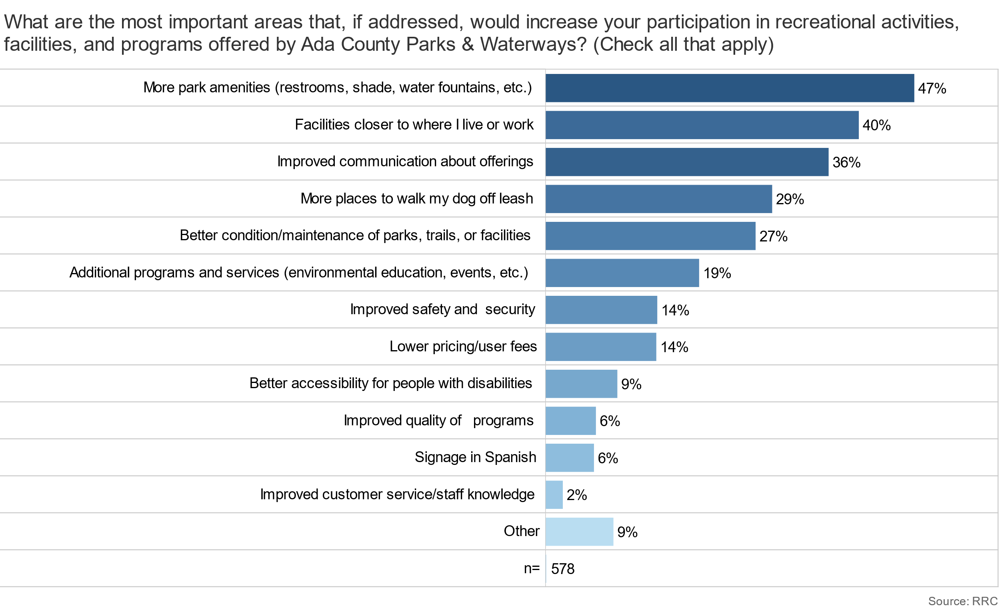 What are the most important areas that, if addressed, would increase your participation in recreational activities,
facilities, and programs offered by Ada County Parks & Waterways? (Check all that apply)
More park amenities (restrooms, shade, water fountains, etc.) 47%
Facilities closer to where I live or work 40%
Improved communication about offerings 36%
More places to walk my dog off leash 29%
Better condition/maintenance of parks, trails, or facilities 27%
Additional programs and services (environmental education, events, etc.) 19%
Improved safety and security 14%
Lower pricing/user fees 14%
Better accessibility for people with disabilities 9%
Improved quality of programs 6%
Signage in Spanish 6%
Improved customer service/staff knowledge 2%
Other 9%
n= 578
Source: RRC